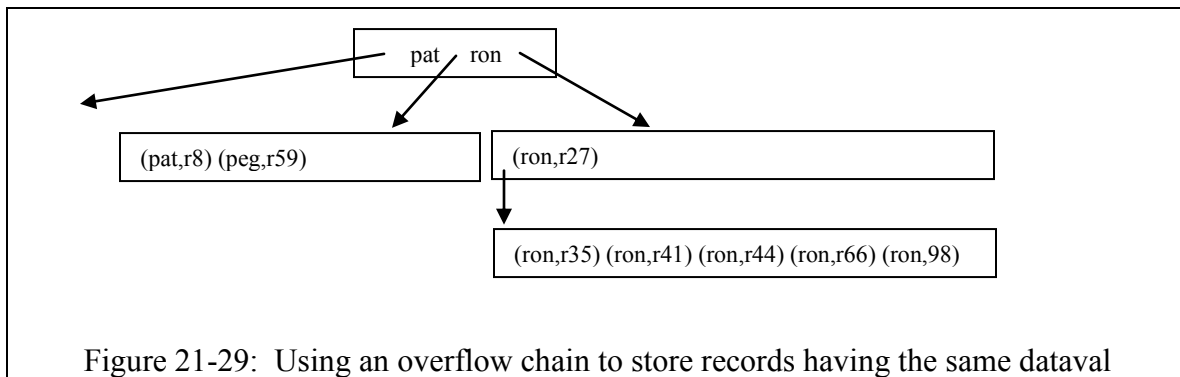 pat ron
(pat,r8) (peg,r59)
(ron,r27)
(ron,r35) (ron,r41) (ron,r44) (ron,r66) (ron,98)
Figure 21-29: Using an overflow chain to store records having the same dataval